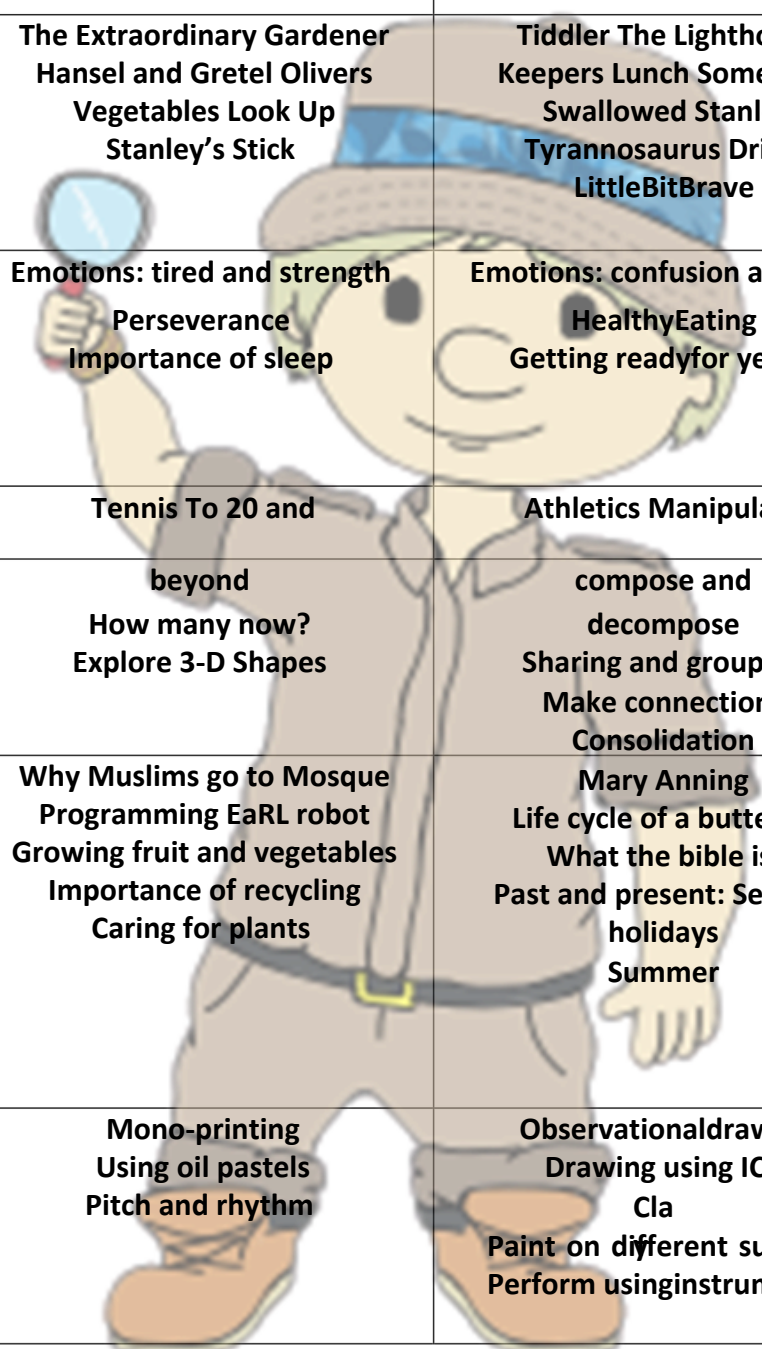 The Extraordinary Gardener
Hansel and Gretel Olivers
Vegetables Look Up
Stanley’s Stick
Tiddler The Lightho
Keepers Lunch Some
Swallowed Stanl
Tyrannosaurus Dri
LittleBitBrave
Emotions: tired and strength
Perseverance
Importance of sleep
Emotions: confusion a
HealthyEating
Getting readyfor ye
Tennis To 20 and
Athletics Manipula
beyond
How many now?
Explore 3-D Shapes
compose and
decompose
Sharing and group
Make connection
Consolidation
Why Muslims go to Mosque
Programming EaRL robot
Growing fruit and vegetables
Importance of recycling
Caring for plants
Mary Anning
Life cycle of a butte
What the bible is
Past and present: Se
holidays
Summer
Mono-printing
Using oil pastels
Pitch and rhythm
Observationaldraw
Drawing using IC
Cla
y
Paint on different su
Perform usinginstrum